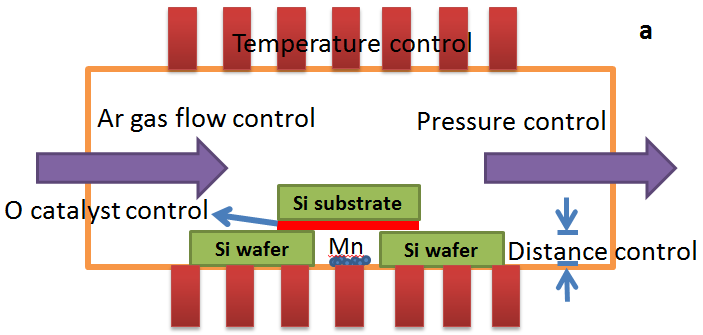 Temperature control
a
Ar gas flow control
Pressure control
O catalyst control
Si substrate
Si wafer
Mn
Si wafer
Distance control